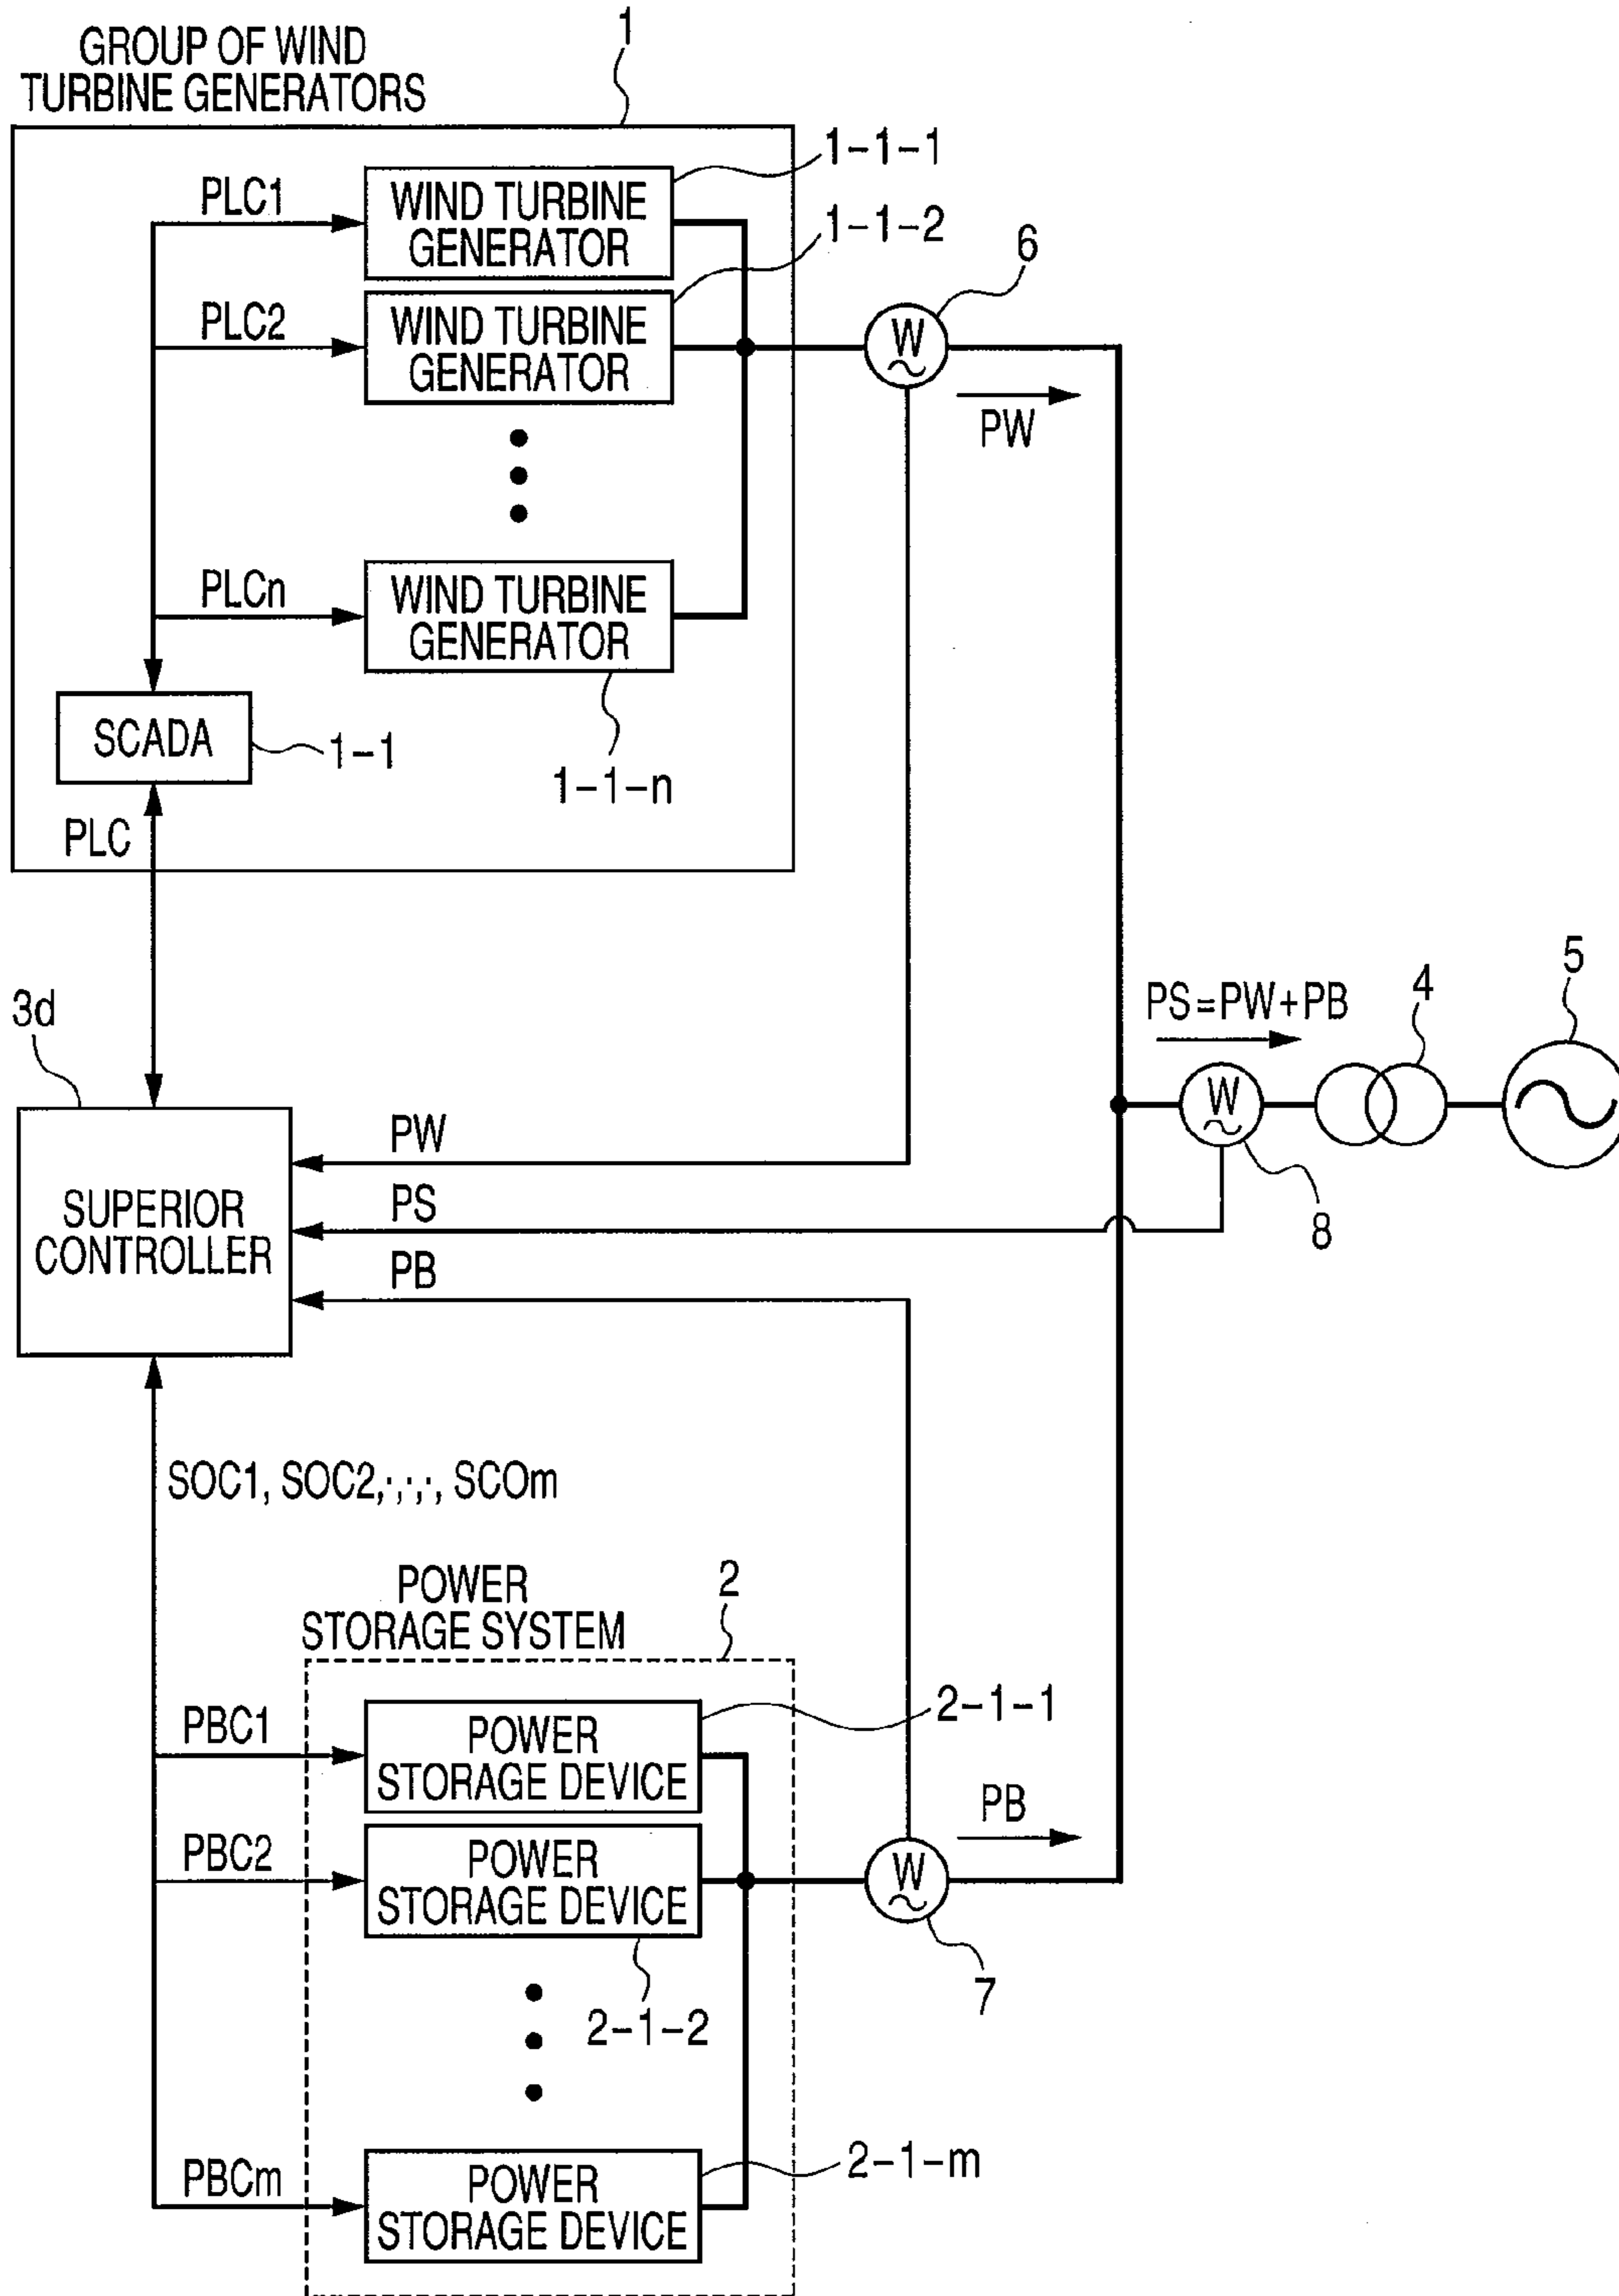 1
GROUP OF WIND
TURBINE GENERATORS
1-1-1
PLC1
WIND TURBINE
GENERATOR
1-1-2
6
PLC2
WIND TURBINE
GENERATOR
W
PW
PLCn
WIND TURBINE
GENERATOR
SCADA
1-1
1-1-n
PLC
3d
PS=PW+PB
4
5
W
PW
SUPERIOR
CONTROLLER
PS
8
PB
SOC1, SOC2,·,·,·, SCOm
POWER
STORAGE SYSTEM
2
2-1-1
PBC1
POWER
STORAGE DEVICE
PB
PBC2
POWER
STORAGE DEVICE
W
7
2-1-2
2-1-m
PBCm
POWER
STORAGE DEVICE